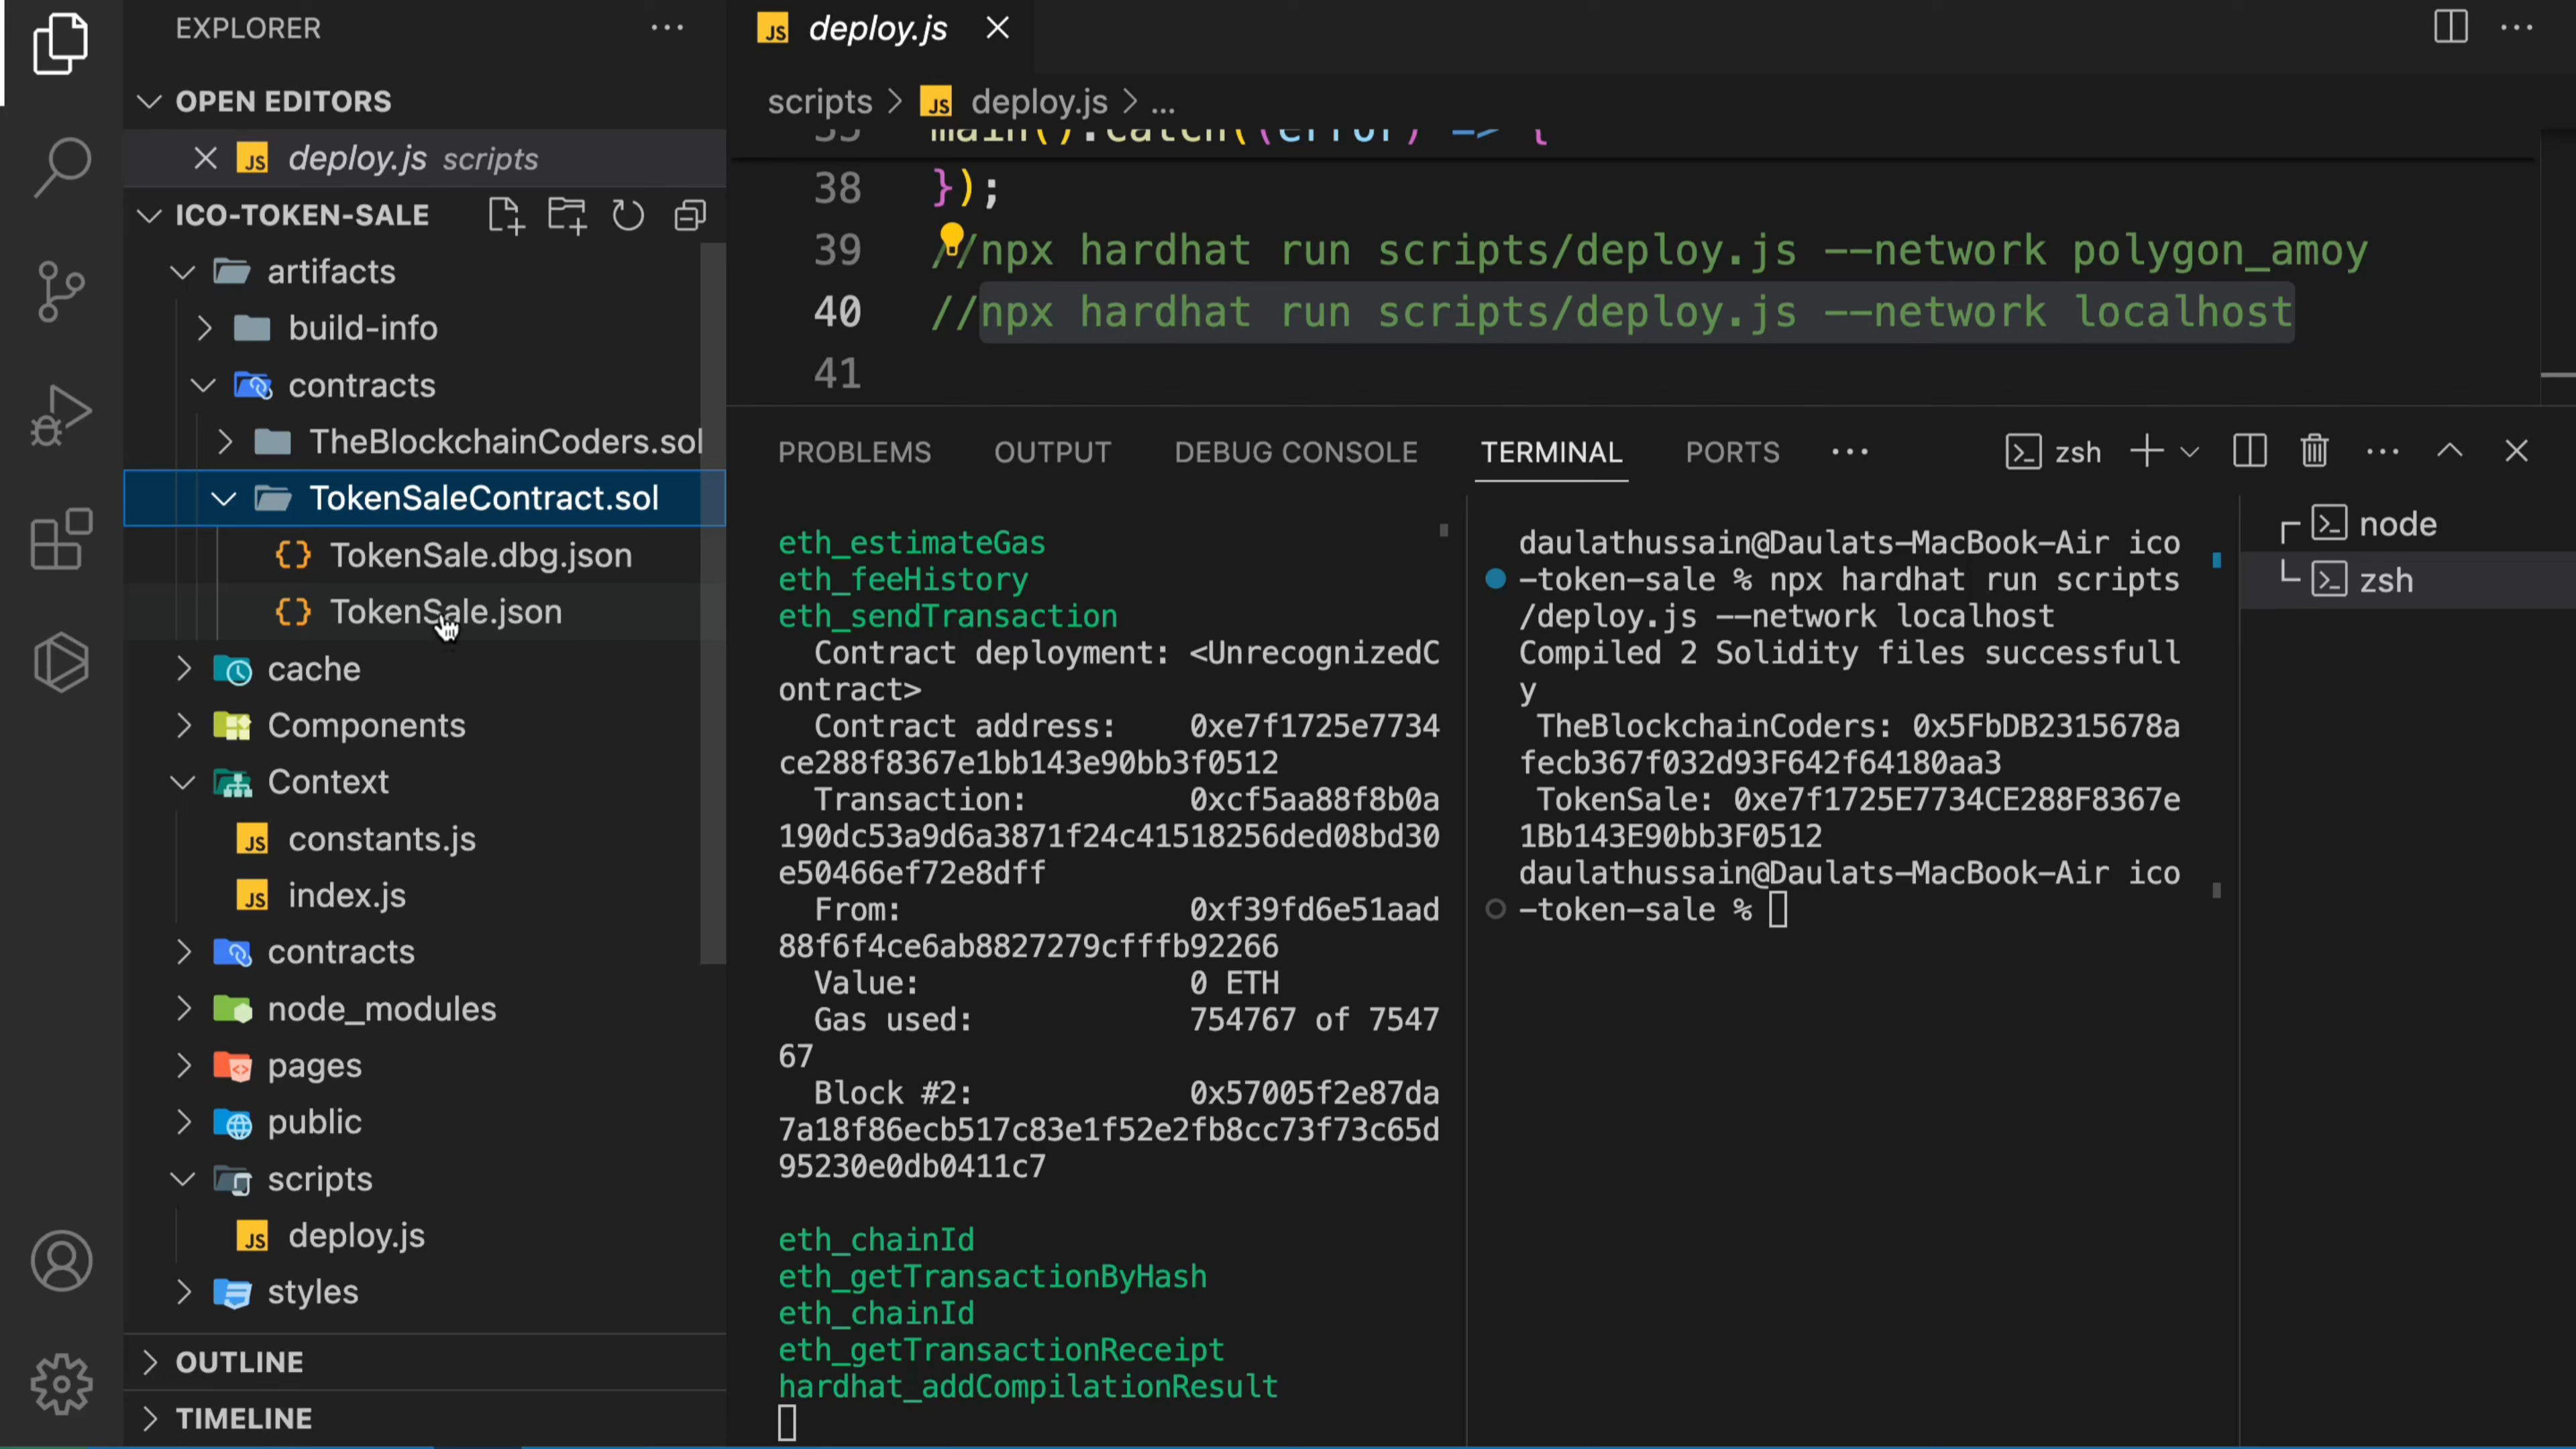 EXPLORER
OPEN EDITORS
deploy.js scripts
ICO-TOKEN-SALE
artifacts
build-info
contracts
TheBlockchainCoders.sol
TokenSaleContract.sol
TokenSale.dbg.json
TokenSale.json
cache
Components
Context
constants.js
index.js
contracts
node_modules
pages
public
scripts
deploy.js
styles
OUTLINE
TIMELINE
deploy.js
scripts > deploy.js > ...
main().catch((error) => {
38 });
39 //npx hardhat run scripts/deploy.js --network polygon_amoy
40 //npx hardhat run scripts/deploy.js --network localhost
41
PROBLEMS OUTPUT DEBUG CONSOLE TERMINAL PORTS zsh
eth_estimateGas
eth_feeHistory
eth_sendTransaction
Contract deployment: <UnrecognizedC
ontract>
Contract address: 0xe7f1725e7734
ce288f8367e1bb143e90bb3f0512
Transaction: 0xcf5aa88f8b0a
190dc53a9d6a3871f24c41518256ded08bd30
e50466ef72e8dff
From: 0xf39fd6e51aad
88f6f4ce6ab8827279cfffb92266
Value: 0 ETH
Gas used: 754767 of 7547
67
Block #2: 0x57005f2e87da
7a18f86ecb517c83e1f52e2fb8cc73f73c65d
95230e0db0411c7
eth_chainId
eth_getTransactionByHash
eth_chainId
eth_getTransactionReceipt
hardhat_addCompilationResult
daulathussain@Daulats-MacBook-Air ico
-token-sale % npx hardhat run scripts
/deploy.js --network localhost
Compiled 2 Solidity files successfull
y
TheBlockchainCoders: 0x5FbDB2315678a
fecb367f032d93F642f64180aa3
TokenSale: 0xe7f1725E7734CE288F8367e
1Bb143E90bb3F0512
daulathussain@Daulats-MacBook-Air ico
-token-sale %
node
zsh